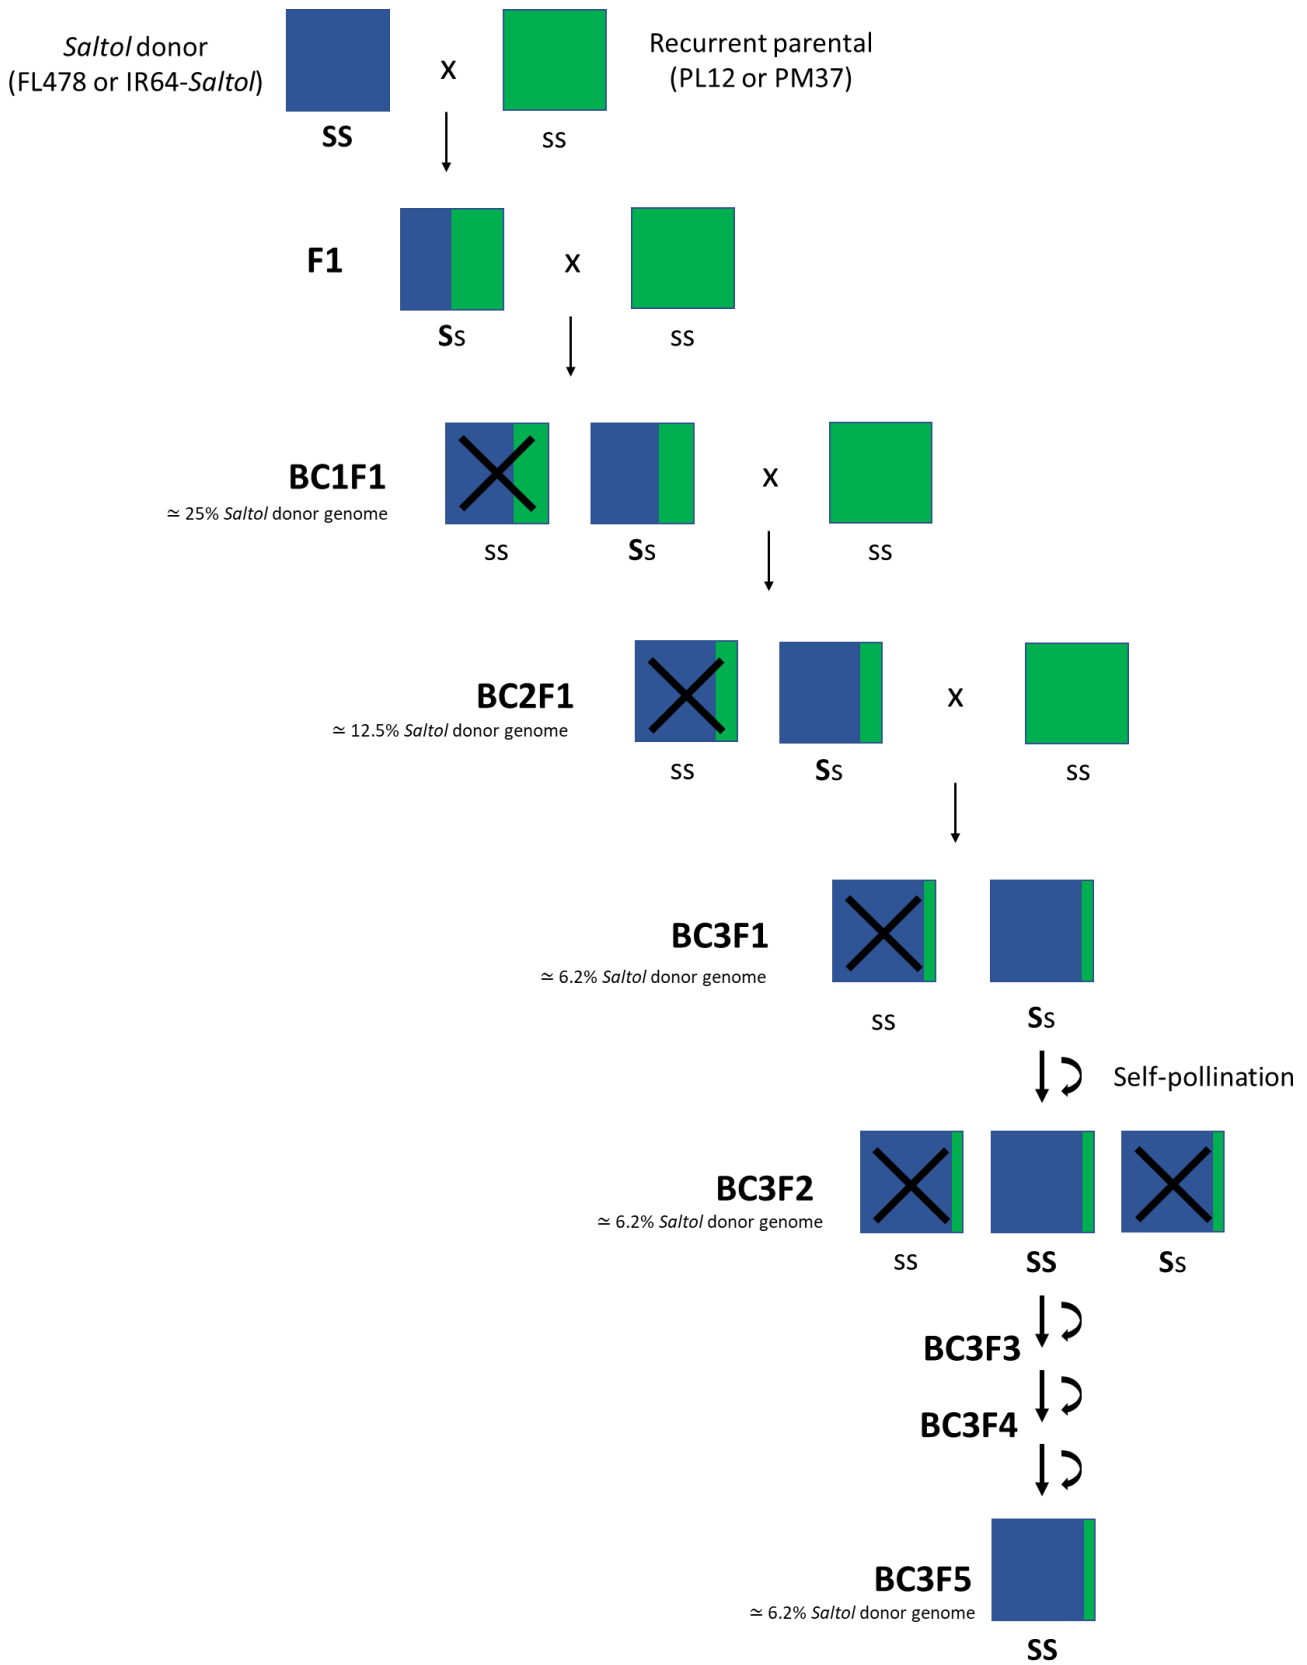 Saltol donor
(FL478 or IR64-Saltol)
x
Recurrent parental
(PL12 or PM37)
SS
ss
F1
x
Ss
ss
BC1F1
≃ 25% Saltol donor genome
x
ss
Ss
ss
BC2F1
≃ 12.5% Saltol donor genome
x
ss
Ss
ss
BC3F1
≃ 6.2% Saltol donor genome
ss
Ss
Self-pollination
BC3F2
≃ 6.2% Saltol donor genome
ss
SS
Ss
BC3F3
BC3F4
BC3F5
≃ 6.2% Saltol donor genome
SS